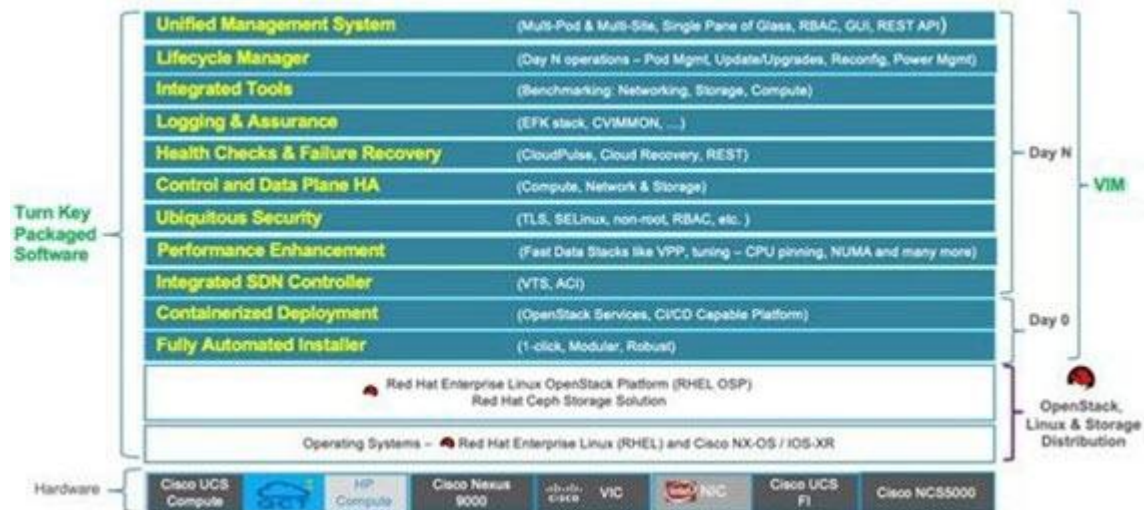 Unified Management System (Multi-Pod & Multi-Site, Single Pane of Glass, RBAC, GUI, REST API)
Lifecycle Manager (Day N operations – Pod Mgmt, Update/Upgrades, Reconfig, Power Mgmt)
Integrated Tools (Benchmarking: Networking, Storage, Compute)
Logging & Assurance (EFK stack, CVIMMON, ...)
Health Checks & Failure Recovery (CloudPulse, Cloud Recovery, REST)
Day N
Control and Data Plane HA (Compute, Network & Storage)
VIM
Turn Key
Packaged
Software
Ubiquitous Security (TLS, SELinux, non-root, RBAC, etc. )
Performance Enhancement (Fast Data Stacks like VPP, tuning – CPU pinning, NUMA and many more)
Integrated SDN Controller (VTS, ACI)
Containerized Deployment (OpenStack Services, CI/CD Capable Platform)
Day 0
Fully Automated Installer (1-click, Modular, Robust)
Red Hat Enterprise Linux OpenStack Platform (RHEL OSP)
Red Hat Ceph Storage Solution
OpenStack,
Linux & Storage
Distribution
Operating Systems – Red Hat Enterprise Linux (RHEL) and Cisco NX-OS / IOS-XR
Hardware
Cisco UCS
Compute
HP
Compute
Cisco Nexus
9000
CISCO VIC
intel NIC
Cisco UCS
FI
Cisco NCS5000